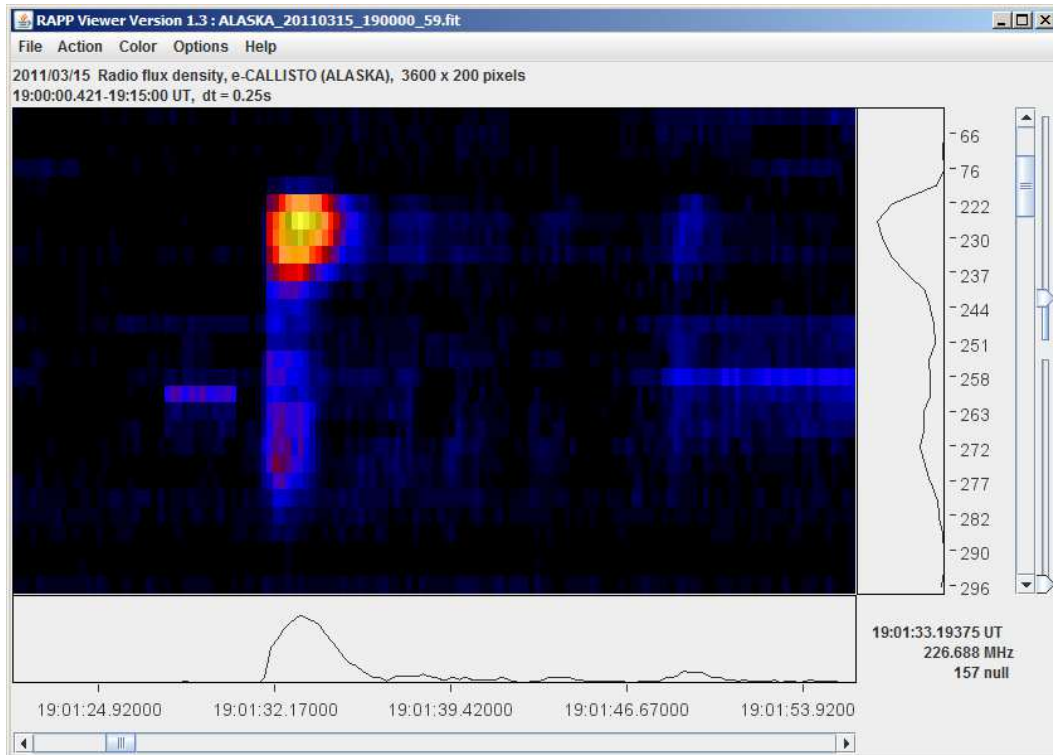 RAPP Viewer Version 1.3 : ALASKA_20110315_190000_59.fit
File Action Color Options Help
2011/03/15 Radio flux density, e-CALLISTO (ALASKA), 3600 x 200 pixels
19:00:00.421-19:15:00 UT, dt = 0.25s
66
76
222
230
237
244
251
258
263
272
277
282
290
296
19:01:33.19375 UT
226.688 MHz
157 null
19:01:24.92000 19:01:32.17000 19:01:39.42000 19:01:46.67000 19:01:53.9200